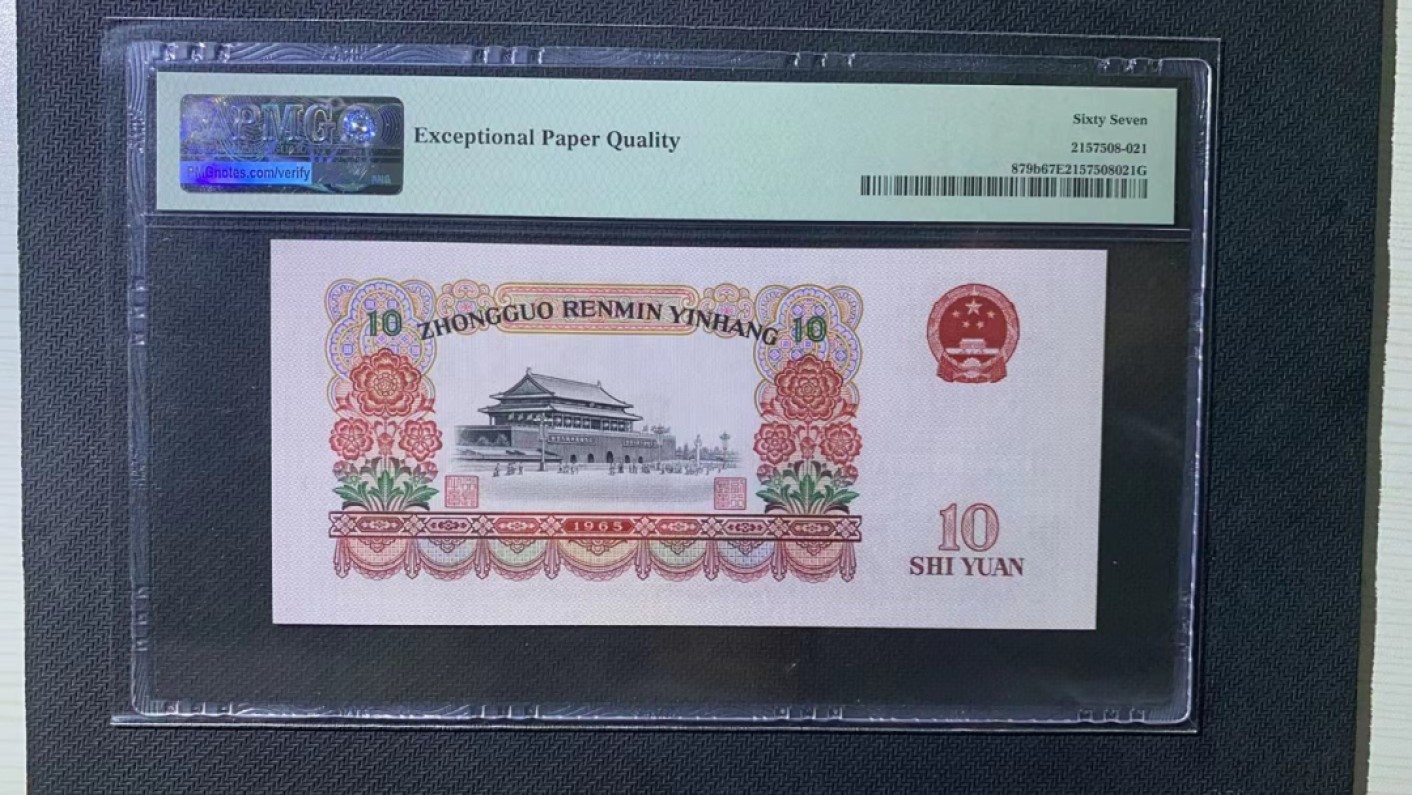 PMG
PMGnotes.com/verify
Exceptional Paper Quality
Sixty Seven
2157508-021
879b67E2157508021G
10 ZHONGGUO RENMIN YINHANG 10
1965
10
SHI YUAN